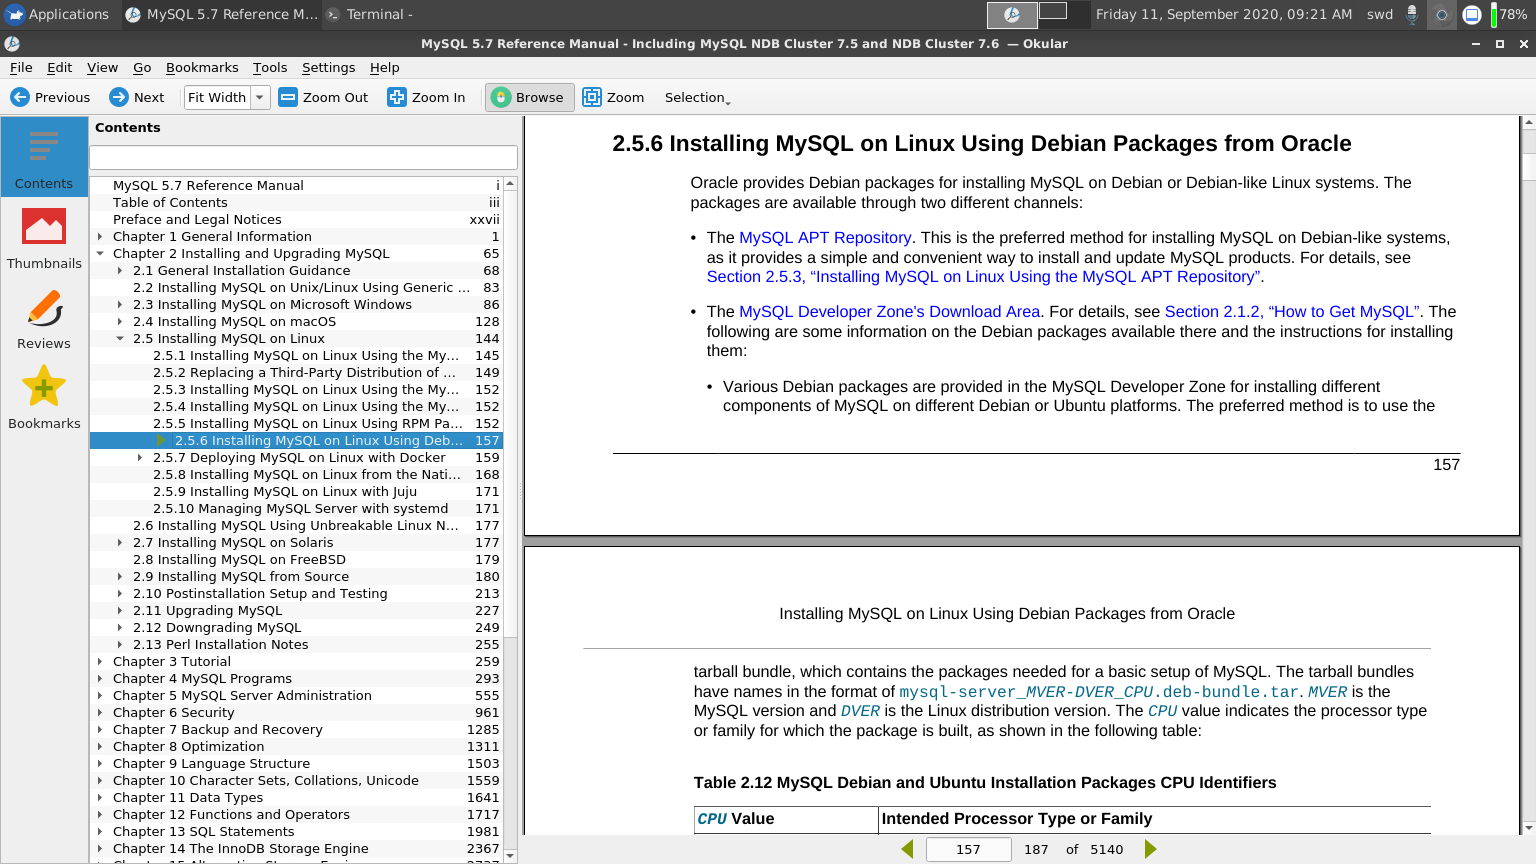 Applications
MySQL 5.7 Reference M...
Terminal -
Friday 11, September 2020, 09:21 AM
swd
78%
MySQL 5.7 Reference Manual - Including MySQL NDB Cluster 7.5 and NDB Cluster 7.6 — Okular
File Edit View Go Bookmarks Tools Settings Help
Previous Next Fit Width Zoom Out Zoom In Browse Zoom Selection
Contents
Thumbnails
Reviews
Bookmarks
Contents
MySQL 5.7 Reference Manual i
Table of Contents iii
Preface and Legal Notices xxvii
Chapter 1 General Information 1
Chapter 2 Installing and Upgrading MySQL 65
2.1 General Installation Guidance 68
2.2 Installing MySQL on Unix/Linux Using Generic ... 83
2.3 Installing MySQL on Microsoft Windows 86
2.4 Installing MySQL on macOS 128
2.5 Installing MySQL on Linux 144
2.5.1 Installing MySQL on Linux Using the My... 145
2.5.2 Replacing a Third-Party Distribution of ... 149
2.5.3 Installing MySQL on Linux Using the My... 152
2.5.4 Installing MySQL on Linux Using the My... 152
2.5.5 Installing MySQL on Linux Using RPM Pa... 152
2.5.6 Installing MySQL on Linux Using Deb... 157
2.5.7 Deploying MySQL on Linux with Docker 159
2.5.8 Installing MySQL on Linux from the Nati... 168
2.5.9 Installing MySQL on Linux with Juju 171
2.5.10 Managing MySQL Server with systemd 171
2.6 Installing MySQL Using Unbreakable Linux N... 177
2.7 Installing MySQL on Solaris 177
2.8 Installing MySQL on FreeBSD 179
2.9 Installing MySQL from Source 180
2.10 Postinstallation Setup and Testing 213
2.11 Upgrading MySQL 227
2.12 Downgrading MySQL 249
2.13 Perl Installation Notes 255
Chapter 3 Tutorial 259
Chapter 4 MySQL Programs 293
Chapter 5 MySQL Server Administration 555
Chapter 6 Security 961
Chapter 7 Backup and Recovery 1285
Chapter 8 Optimization 1311
Chapter 9 Language Structure 1503
Chapter 10 Character Sets, Collations, Unicode 1559
Chapter 11 Data Types 1641
Chapter 12 Functions and Operators 1717
Chapter 13 SQL Statements 1981
Chapter 14 The InnoDB Storage Engine 2367
2.5.6 Installing MySQL on Linux Using Debian Packages from Oracle
Oracle provides Debian packages for installing MySQL on Debian or Debian-like Linux systems. The
packages are available through two different channels:
• The MySQL APT Repository. This is the preferred method for installing MySQL on Debian-like systems,
as it provides a simple and convenient way to install and update MySQL products. For details, see
Section 2.5.3, “Installing MySQL on Linux Using the MySQL APT Repository”.
• The MySQL Developer Zone's Download Area. For details, see Section 2.1.2, “How to Get MySQL”. The
following are some information on the Debian packages available there and the instructions for installing
them:
• Various Debian packages are provided in the MySQL Developer Zone for installing different
components of MySQL on different Debian or Ubuntu platforms. The preferred method is to use the
157
Installing MySQL on Linux Using Debian Packages from Oracle
tarball bundle, which contains the packages needed for a basic setup of MySQL. The tarball bundles
have names in the format of mysql-server_MVER-DVER_CPU.deb-bundle.tar. MVER is the
MySQL version and DVER is the Linux distribution version. The CPU value indicates the processor type
or family for which the package is built, as shown in the following table:
Table 2.12 MySQL Debian and Ubuntu Installation Packages CPU Identifiers
CPU Value Intended Processor Type or Family
157 187 of 5140